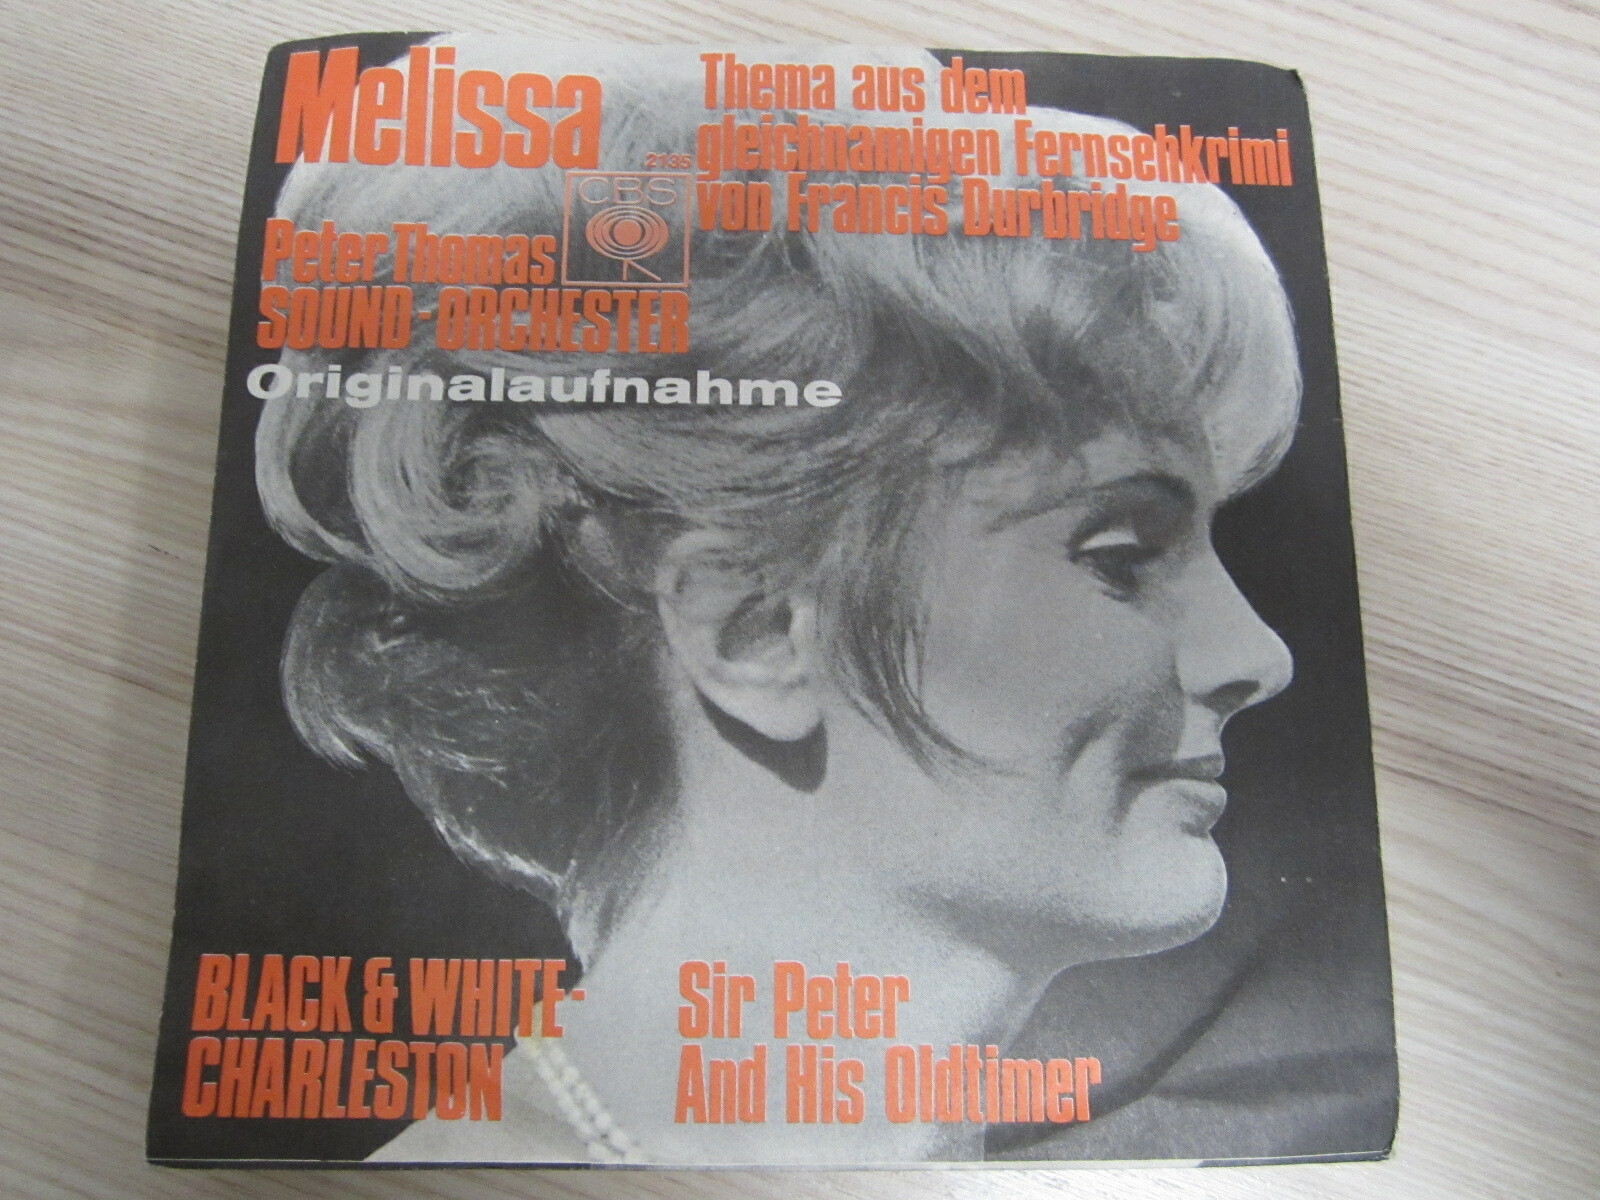 Melissa
Thema aus dem
gleichnamigen Fernsehkrimi
von Francis Durbridge
2135
CBS
Peter Thomas
SOUND-ORCHESTER
Originalaufnahme
BLACK & WHITE-
CHARLESTON
Sir Peter
And His Oldtimer